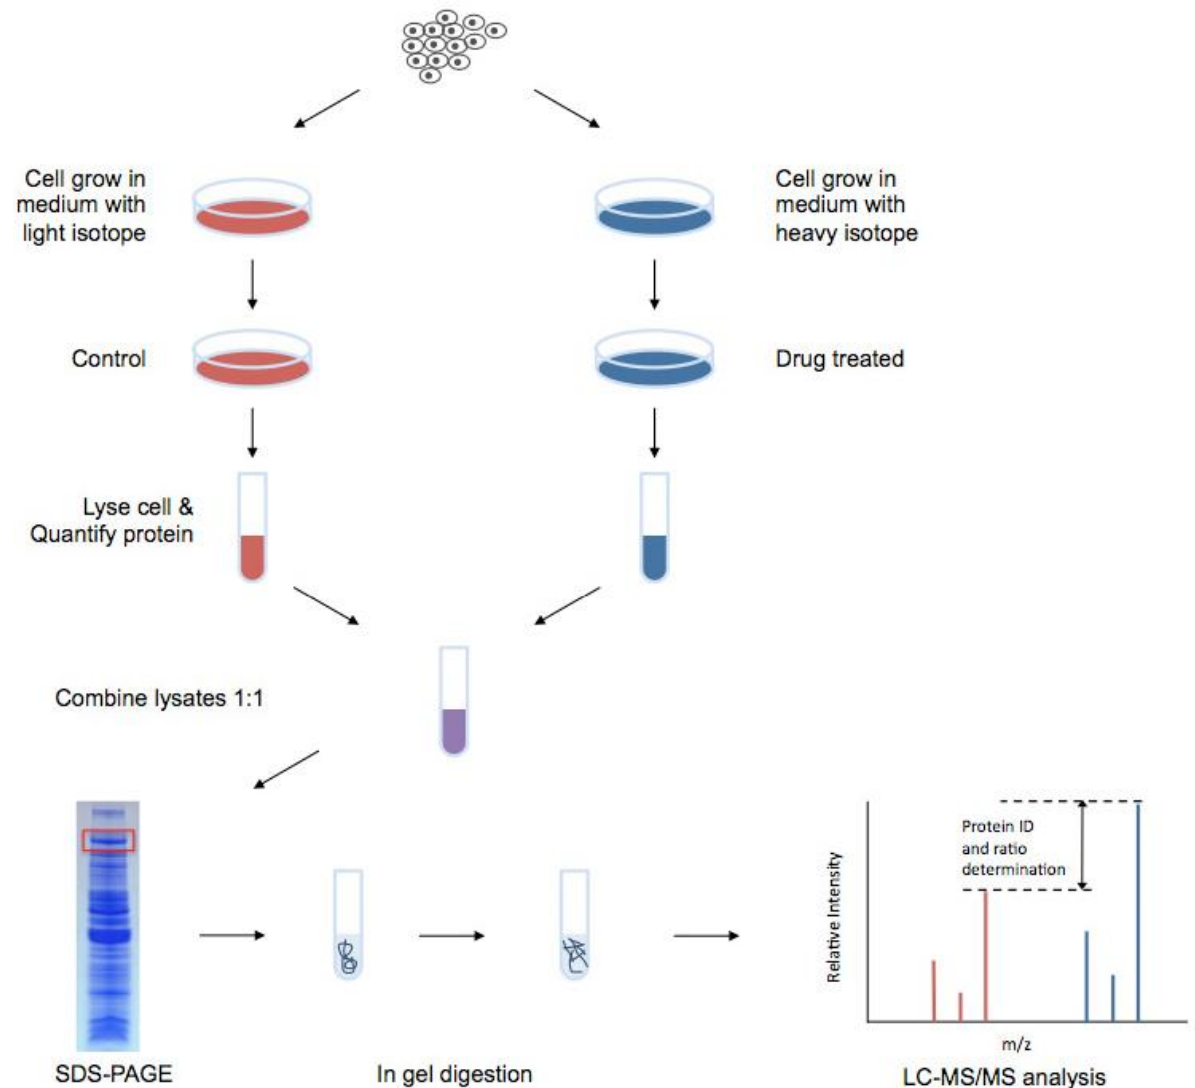 Cell grow in
medium with
light isotope
Cell grow in
medium with
heavy isotope
Control
Drug treated
Lyse cell &
Quantify protein
Combine lysates 1:1
Protein ID
and ratio
determination
Relative Intensity
m/z
SDS-PAGE
In gel digestion
LC-MS/MS analysis